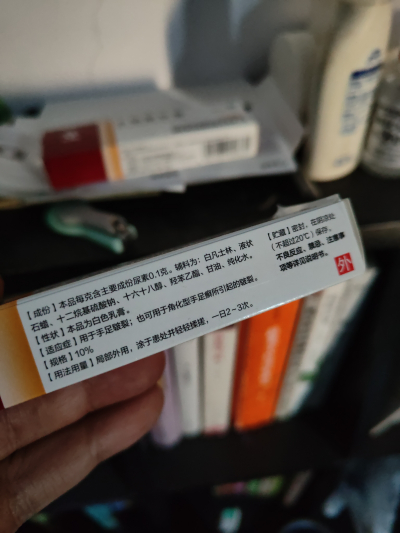 【成份】本品每克含主要成份尿素0.1克。辅料为：白凡士林、液状
石蜡、十二烷基硫酸钠、十六十八醇、羟苯乙酯、甘油、纯化水。
【性状】本品为白色乳膏。
【适应症】用于手足皲裂；也可用于角化型手足癣所引起的皲裂。
【规格】10%
【用法用量】局部外用，涂于患处并轻轻揉搓，一日2~3次。
【贮藏】密封，在阴凉处
（不超过20℃）保存。
不良反应、禁忌、注意事
项等详见说明书。
外